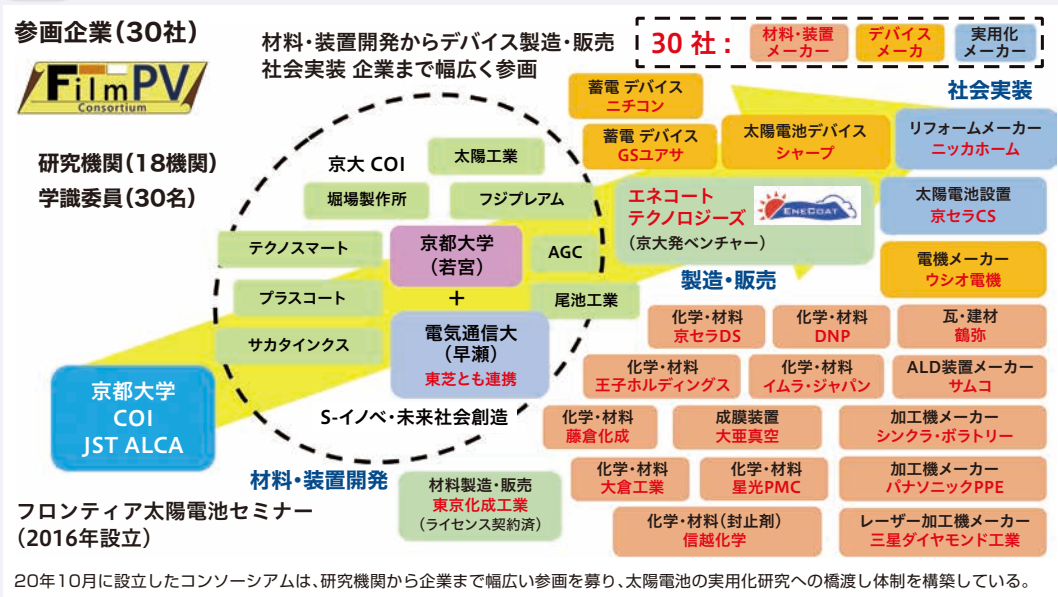 参画企業(30社)
FilmPV
Consortium
研究機関(18機関)
学識委員(30名)
材料・装置開発からデバイス製造・販売
社会実装 企業まで幅広く参画
30社:
材料・装置
メーカー
デバイス
メーカ
実用化
メーカー
社会実装
蓄電 デバイス
ニチコン
蓄電 デバイス
GSユアサ
太陽電池デバイス
シャープ
リフォームメーカー
ニッカホーム
京大 COI
太陽工業
堀場製作所
フジプレアム
エネコート
テクノロジーズ
(京大発ベンチャー)
ENECOAT
太陽電池設置
京セラCS
テクノスマート
京都大学
(若宮)
AGC
電機メーカー
ウシオ電機
製造・販売
プラスコート
+
尾池工業
サカタインクス
電気通信大
(早瀬)
東芝とも連携
化学・材料
京セラDS
化学・材料
DNP
瓦・建材
鶴弥
京都大学
COI
JST ALCA
化学・材料
王子ホルディングス
化学・材料
イムラ・ジャパン
ALD装置メーカー
サムコ
S-イノベ・未来社会創造
化学・材料
藤倉化成
成膜装置
大亜真空
加工機メーカー
シンクラ・ボラトリー
材料・装置開発
材料製造・販売
東京化成工業
(ライセンス契約済)
化学・材料
大倉工業
化学・材料
星光PMC
加工機メーカー
パナソニックPPE
フロンティア太陽電池セミナー
(2016年設立)
化学・材料(封止剤)
信越化学
レーザー加工機メーカー
三星ダイヤモンド工業
20年10月に設立したコンソーシアムは、研究機関から企業まで幅広い参画を募り、太陽電池の実用化研究への橋渡し体制を構築している。